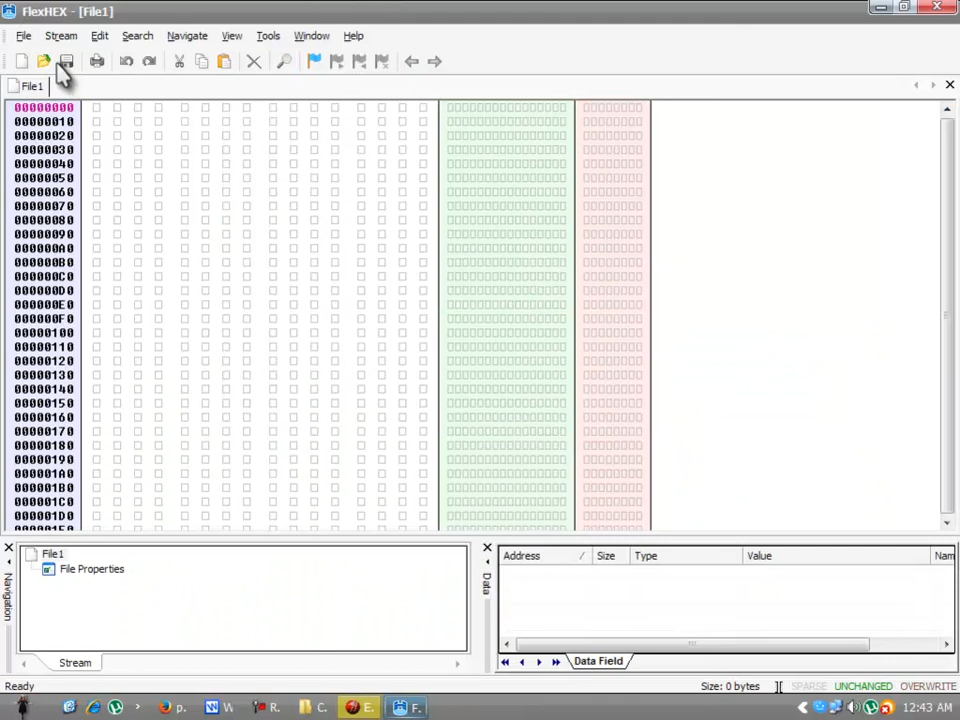 FlexHEX - [File1]
File Stream Edit Search Navigate View Tools Window Help
File1
00000000
00000010
00000020
00000030
00000040
00000050
00000060
00000070
00000080
00000090
000000A0
000000B0
000000C0
000000D0
000000E0
000000F0
00000100
00000110
00000120
00000130
00000140
00000150
00000160
00000170
00000180
00000190
000001A0
000001B0
000001C0
000001D0
000001E0
Navigation
File1
File Properties
Stream
Data
Address Size Type Value Nam
Data Field
Ready Size: 0 bytes SPARSE UNCHANGED OVERWRITE
p. W R. C. E. F. 12:43 AM